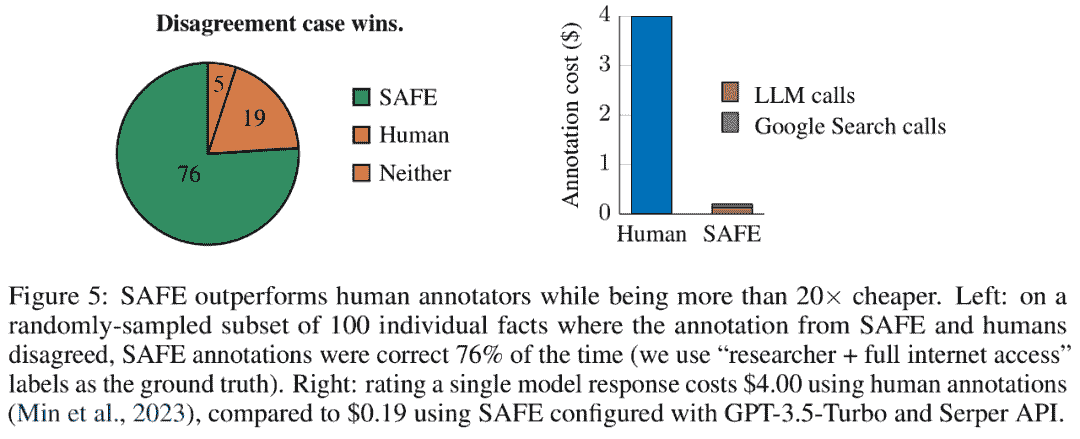 Disagreement case wins.
5
19
76
SAFE
Human
Neither
Annotation cost ($)
4
3
2
1
0
Human SAFE
LLM calls
Google Search calls
Figure 5: SAFE outperforms human annotators while being more than 20× cheaper. Left: on a
randomly-sampled subset of 100 individual facts where the annotation from SAFE and humans
disagreed, SAFE annotations were correct 76% of the time (we use “researcher + full internet access”
labels as the ground truth). Right: rating a single model response costs $4.00 using human annotations
(Min et al., 2023), compared to $0.19 using SAFE configured with GPT-3.5-Turbo and Serper API.